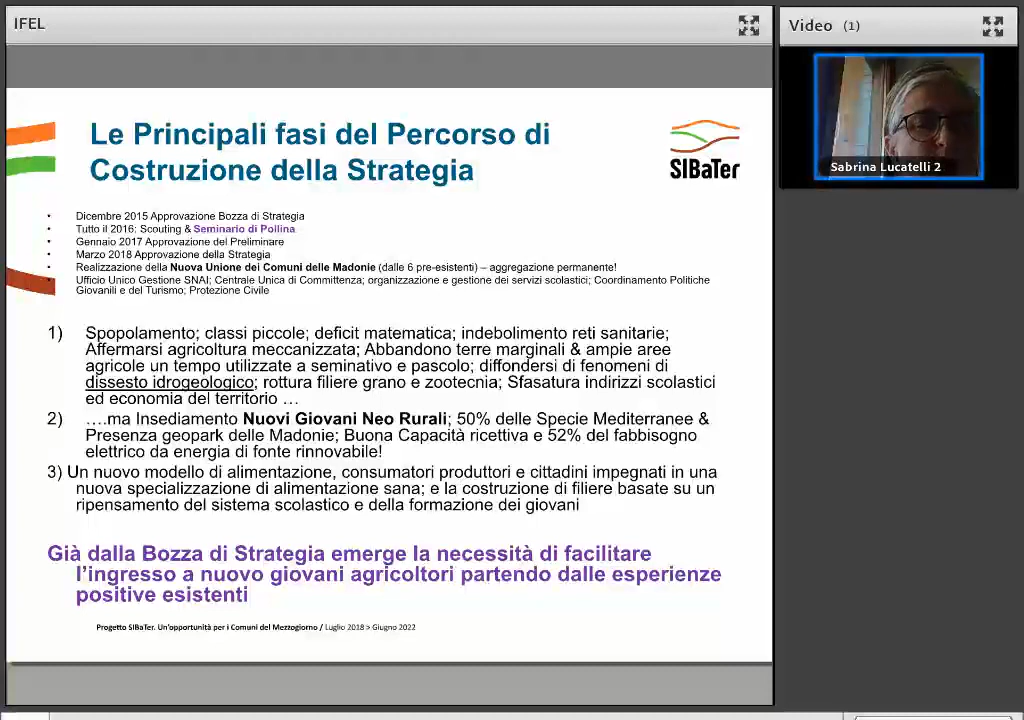 IFEL
Video (1)
Sabrina Lucatelli 2
Le Principali fasi del Percorso di
Costruzione della Strategia
SIBaTer
• Dicembre 2015 Approvazione Bozza di Strategia
• Tutto il 2016: Scouting & Seminario di Pollina
• Gennaio 2017 Approvazione del Preliminare
• Marzo 2018 Approvazione della Strategia
• Realizzazione della Nuova Unione dei Comuni delle Madonie (dalle 6 pre-esistenti) – aggregazione permanente!
• Ufficio Unico Gestione SNAI; Centrale Unica di Committenza; organizzazione e gestione dei servizi scolastici; Coordinamento Politiche
Giovanili e del Turismo; Protezione Civile
1) Spopolamento; classi piccole; deficit matematica; indebolimento reti sanitarie;
Affermarsi agricoltura meccanizzata; Abbandono terre marginali & ampie aree
agricole un tempo utilizzate a seminativo e pascolo; diffondersi di fenomeni di
dissesto idrogeologico; rottura filiere grano e zootecnia; Sfasatura indirizzi scolastici
ed economia del territorio …
2) ….ma Insediamento Nuovi Giovani Neo Rurali; 50% delle Specie Mediterranee &
Presenza geopark delle Madonie; Buona Capacità ricettiva e 52% del fabbisogno
elettrico da energia di fonte rinnovabile!
3) Un nuovo modello di alimentazione, consumatori produttori e cittadini impegnati in una
nuova specializzazione di alimentazione sana; e la costruzione di filiere basate su un
ripensamento del sistema scolastico e della formazione dei giovani
Già dalla Bozza di Strategia emerge la necessità di facilitare
l’ingresso a nuovo giovani agricoltori partendo dalle esperienze
positive esistenti
Progetto SIBaTer. Un’opportunità per i Comuni del Mezzogiorno / Luglio 2018 > Giugno 2022